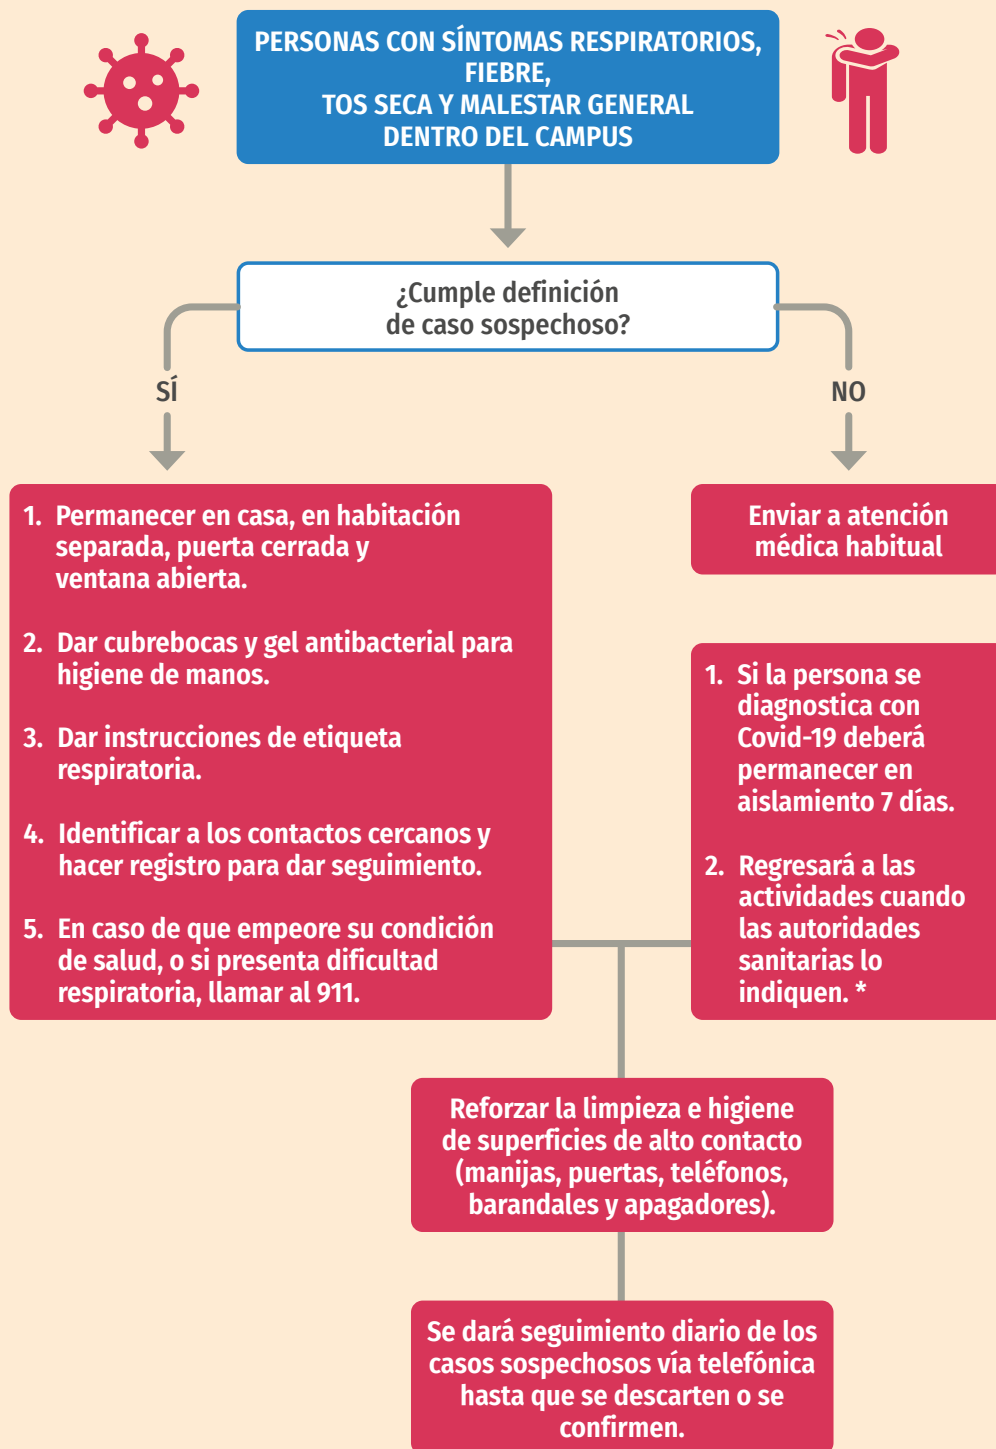 PERSONAS CON SÍNTOMAS RESPIRATORIOS,
FIEBRE,
TOS SECA Y MALESTAR GENERAL
DENTRO DEL CAMPUS
¿Cumple definición
de caso sospechoso?
SÍ
NO
1. Permanecer en casa, en habitación
separada, puerta cerrada y
ventana abierta.
2. Dar cubrebocas y gel antibacterial para
higiene de manos.
3. Dar instrucciones de etiqueta
respiratoria.
4. Identificar a los contactos cercanos y
hacer registro para dar seguimiento.
5. En caso de que empeore su condición
de salud, o si presenta dificultad
respiratoria, llamar al 911.
Enviar a atención
médica habitual
1. Si la persona se
diagnostica con
Covid-19 deberá
permanecer en
aislamiento 7 días.
2. Regresará a las
actividades cuando
las autoridades
sanitarias lo
indiquen. *
Reforzar la limpieza e higiene
de superficies de alto contacto
(manijas, puertas, teléfonos,
barandales y apagadores).
Se dará seguimiento diario de los
casos sospechosos vía telefónica
hasta que se descarten o se
confirmen.